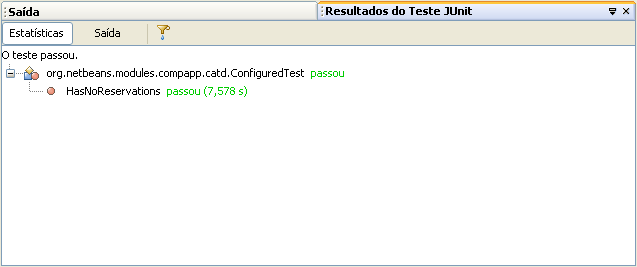 Saída
Resultados do Teste JUnit
Estatísticas
Saída
O teste passou.
org.netbeans.modules.compapp.catd.ConfiguredTest passou
HasNoReservations passou (7,578 s)